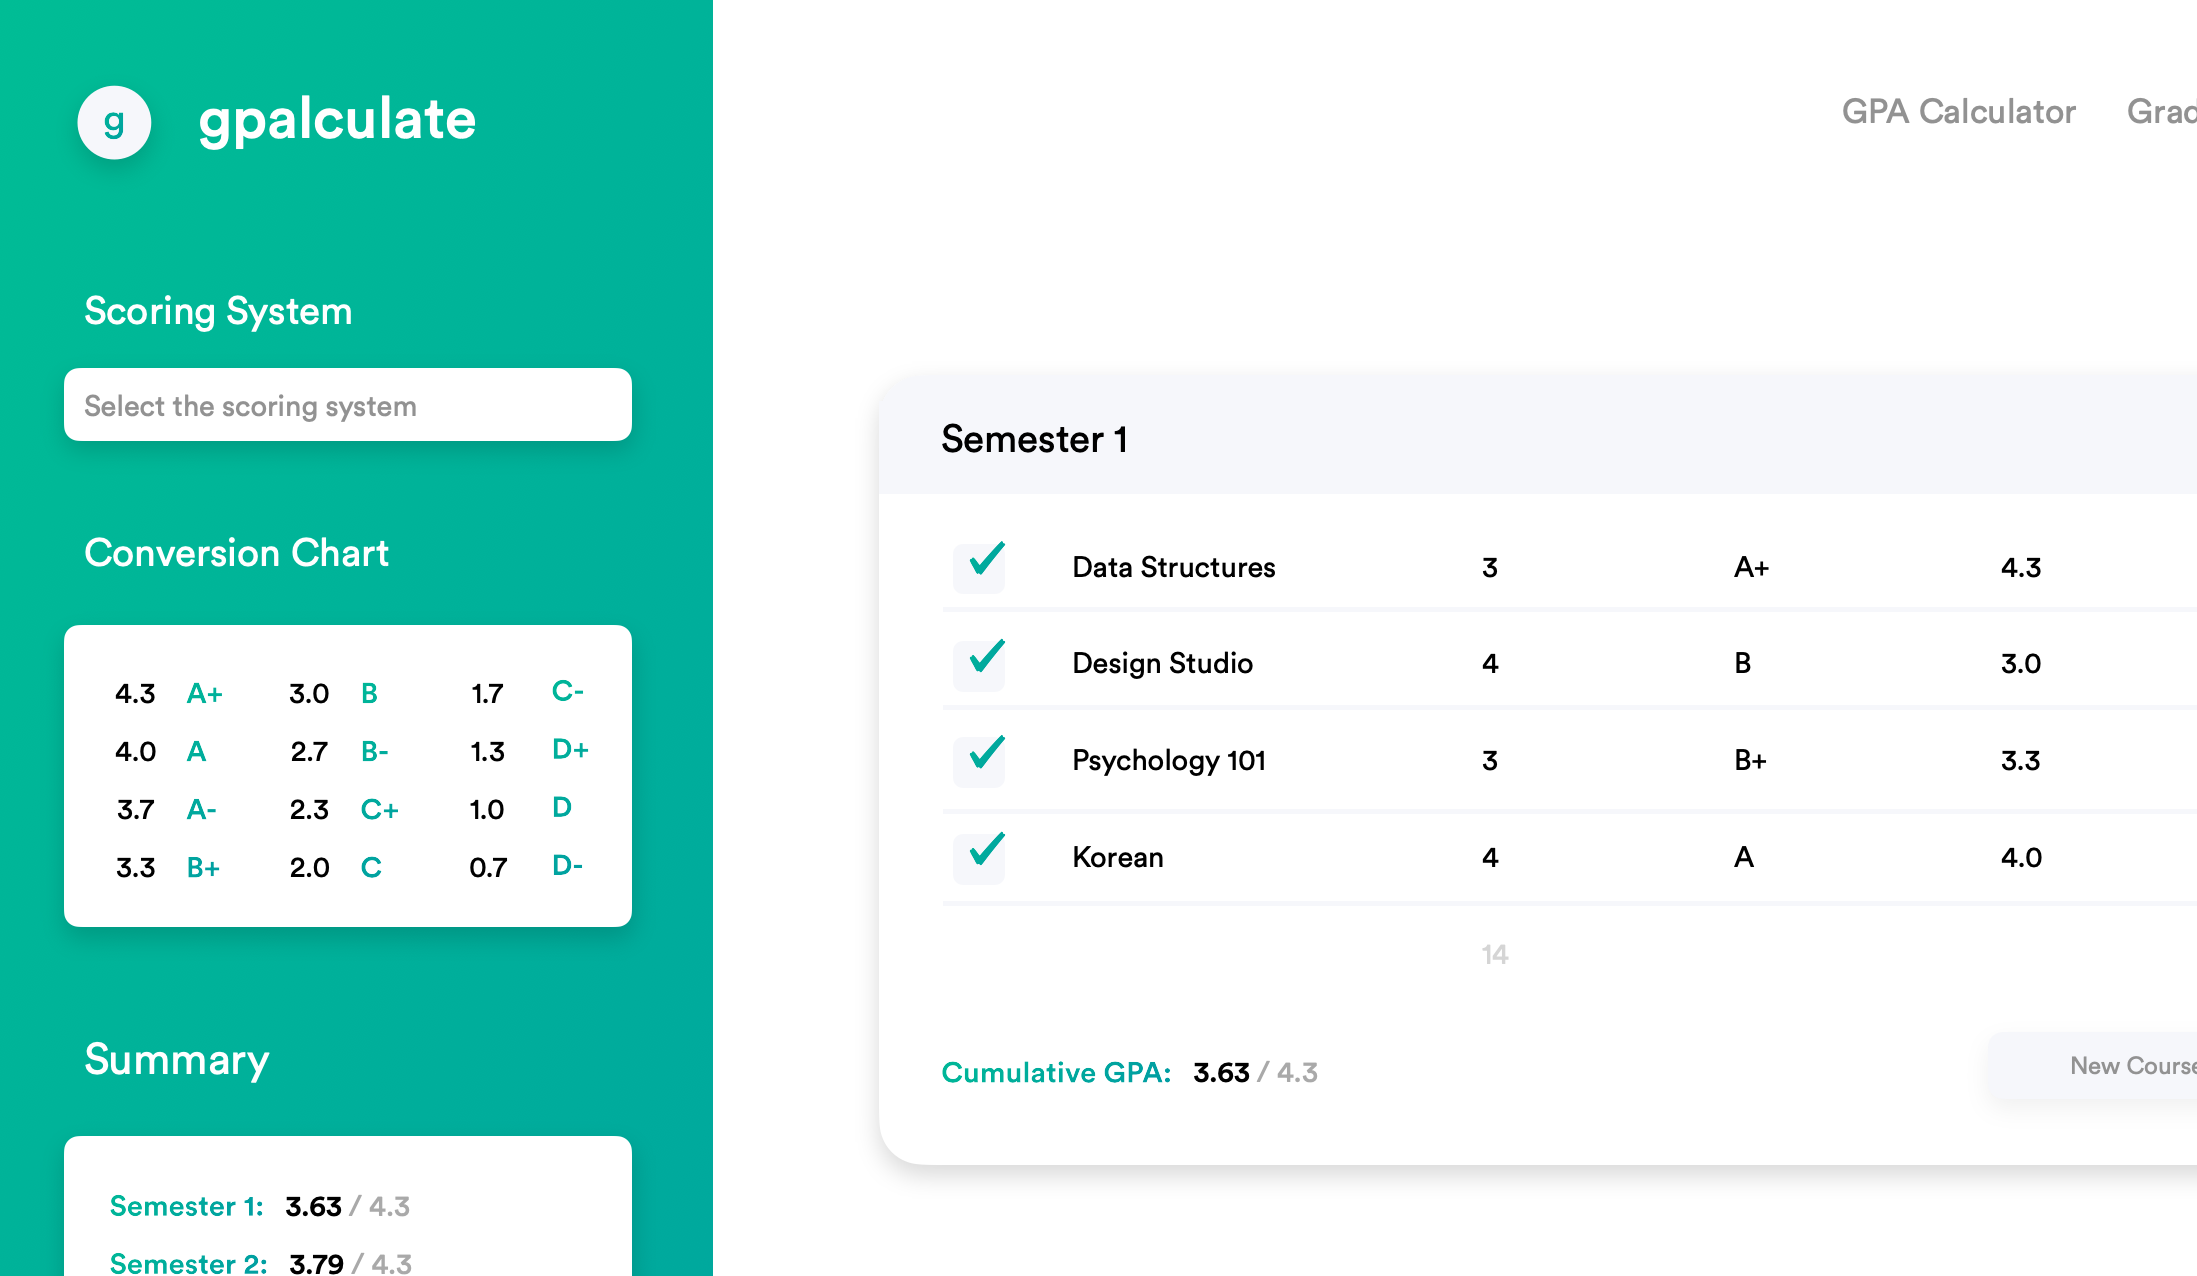 g
gpalculate
GPA Calculator
Scoring System
Select the scoring system
Conversion Chart
4.3 A+ 3.0 B 1.7 C-
4.0 A 2.7 B- 1.3 D+
3.7 A- 2.3 C+ 1.0 D
3.3 B+ 2.0 C 0.7 D-
Summary
Semester 1: 3.63 / 4.3
Semester 2: 3.79 / 4.3
Semester 1
Data Structures 3 A+ 4.3
Design Studio 4 B 3.0
Psychology 101 3 B+ 3.3
Korean 4 A 4.0
14
Cumulative GPA: 3.63 / 4.3
New Course